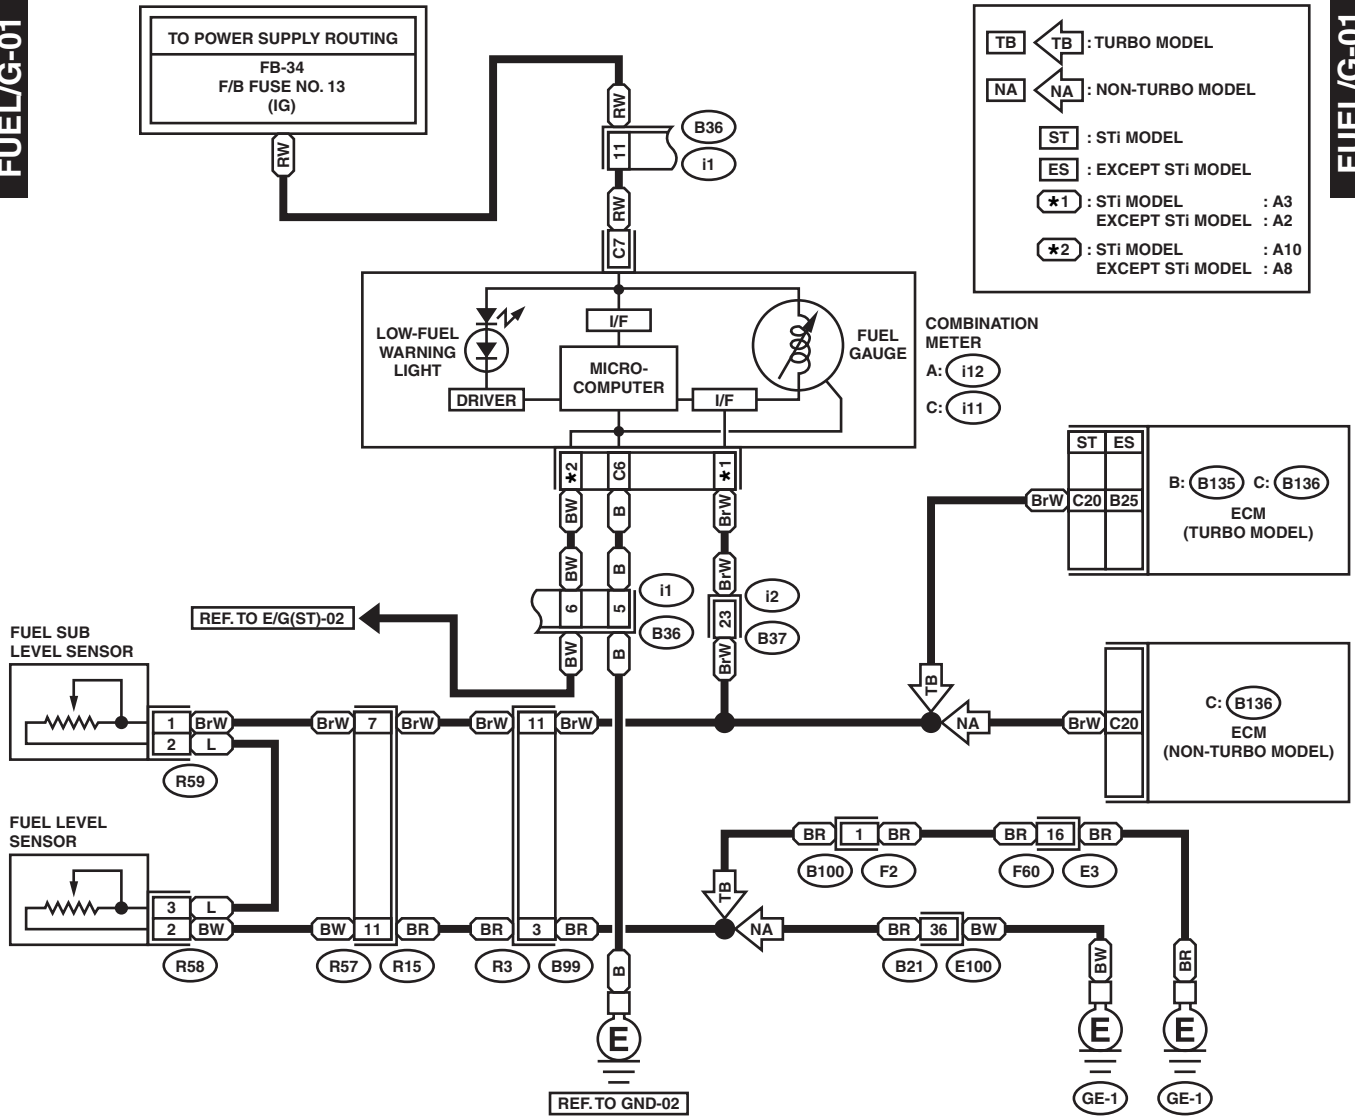 FUEL/G-01
FUEL/G-01
TO POWER SUPPLY ROUTING
FB-34
F/B FUSE NO. 13
(IG)
RW
RW
11
B36
i1
RW
C7
TB TB : TURBO MODEL
NA NA : NON-TURBO MODEL
ST : STi MODEL
ES : EXCEPT STi MODEL
*1 : STi MODEL : A3
EXCEPT STi MODEL : A2
*2 : STi MODEL : A10
EXCEPT STi MODEL : A8
LOW-FUEL
WARNING
LIGHT
I/F
MICRO-
COMPUTER
DRIVER
I/F
FUEL
GAUGE
COMBINATION
METER
A: i12
C: i11
*2 C6 *1
BW B BrW
BW B BrW
6 5
i1
B36
23
i2
B37
BW B BrW
REF. TO E/G(ST)-02
ST ES
BrW C20 B25
B: B135 C: B136
ECM
(TURBO MODEL)
TB
NA
BrW C20
C: B136
ECM
(NON-TURBO MODEL)
FUEL SUB
LEVEL SENSOR
1 BrW BrW 7 BrW BrW 11 BrW
2 L
R59
FUEL LEVEL
SENSOR
3 L
2 BW BW 11 BR BR 3 BR
R58 R57 R15 R3 B99
B
E
REF. TO GND-02
TB
BR 1 BR BR 16 BR
B100 F2 F60 E3
NA
BR 36 BW
B21 E100
BW BR
E E
GE-1 GE-1